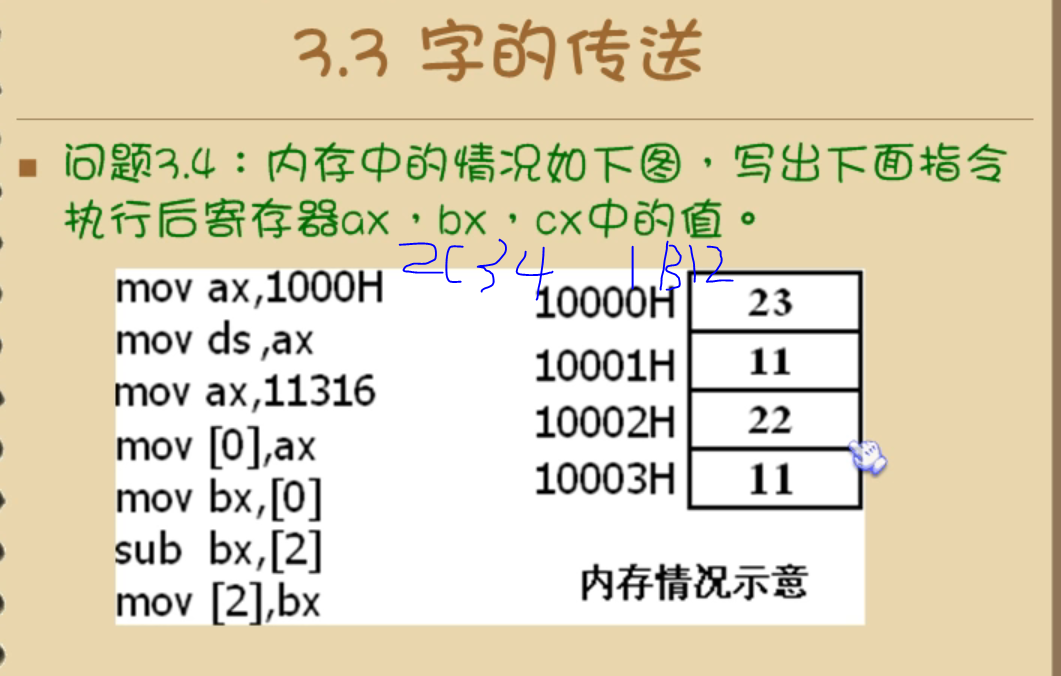 3.3 字的传送
问题3.4：内存中的情况如下图，写出下面指令
执行后寄存器ax，bx，cx中的值。
2C34 1B12
mov ax,1000H
mov ds ,ax
mov ax,11316
mov [0],ax
mov bx,[0]
sub bx,[2]
mov [2],bx
10000H 23
10001H 11
10002H 22
10003H 11
内存情况示意